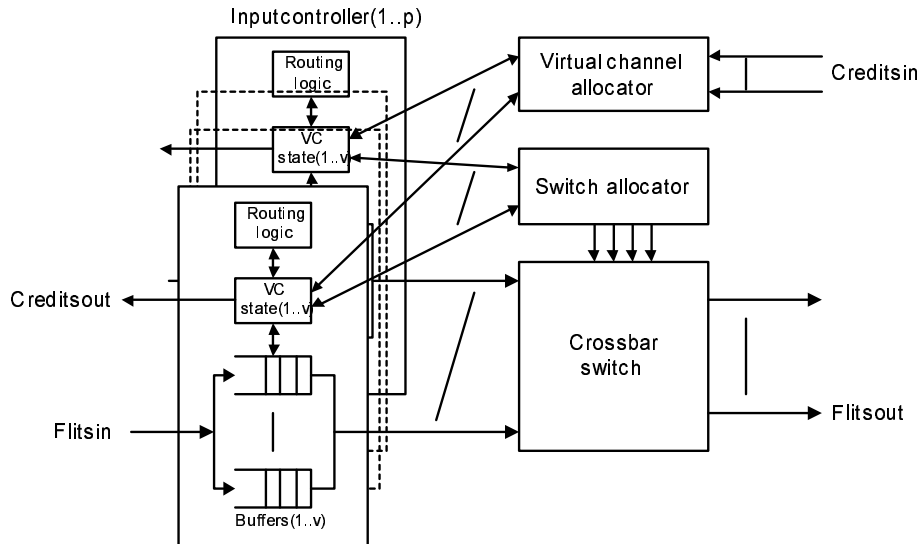 Inputcontroller(1..p)
Routing
logic
VC
state(1..v)
Routing
logic
VC
state(1..v)
Creditsout
Flitsin
Buffers(1..v)
Virtual channel
allocator
Creditsin
Switch allocator
Crossbar
switch
Flitsout